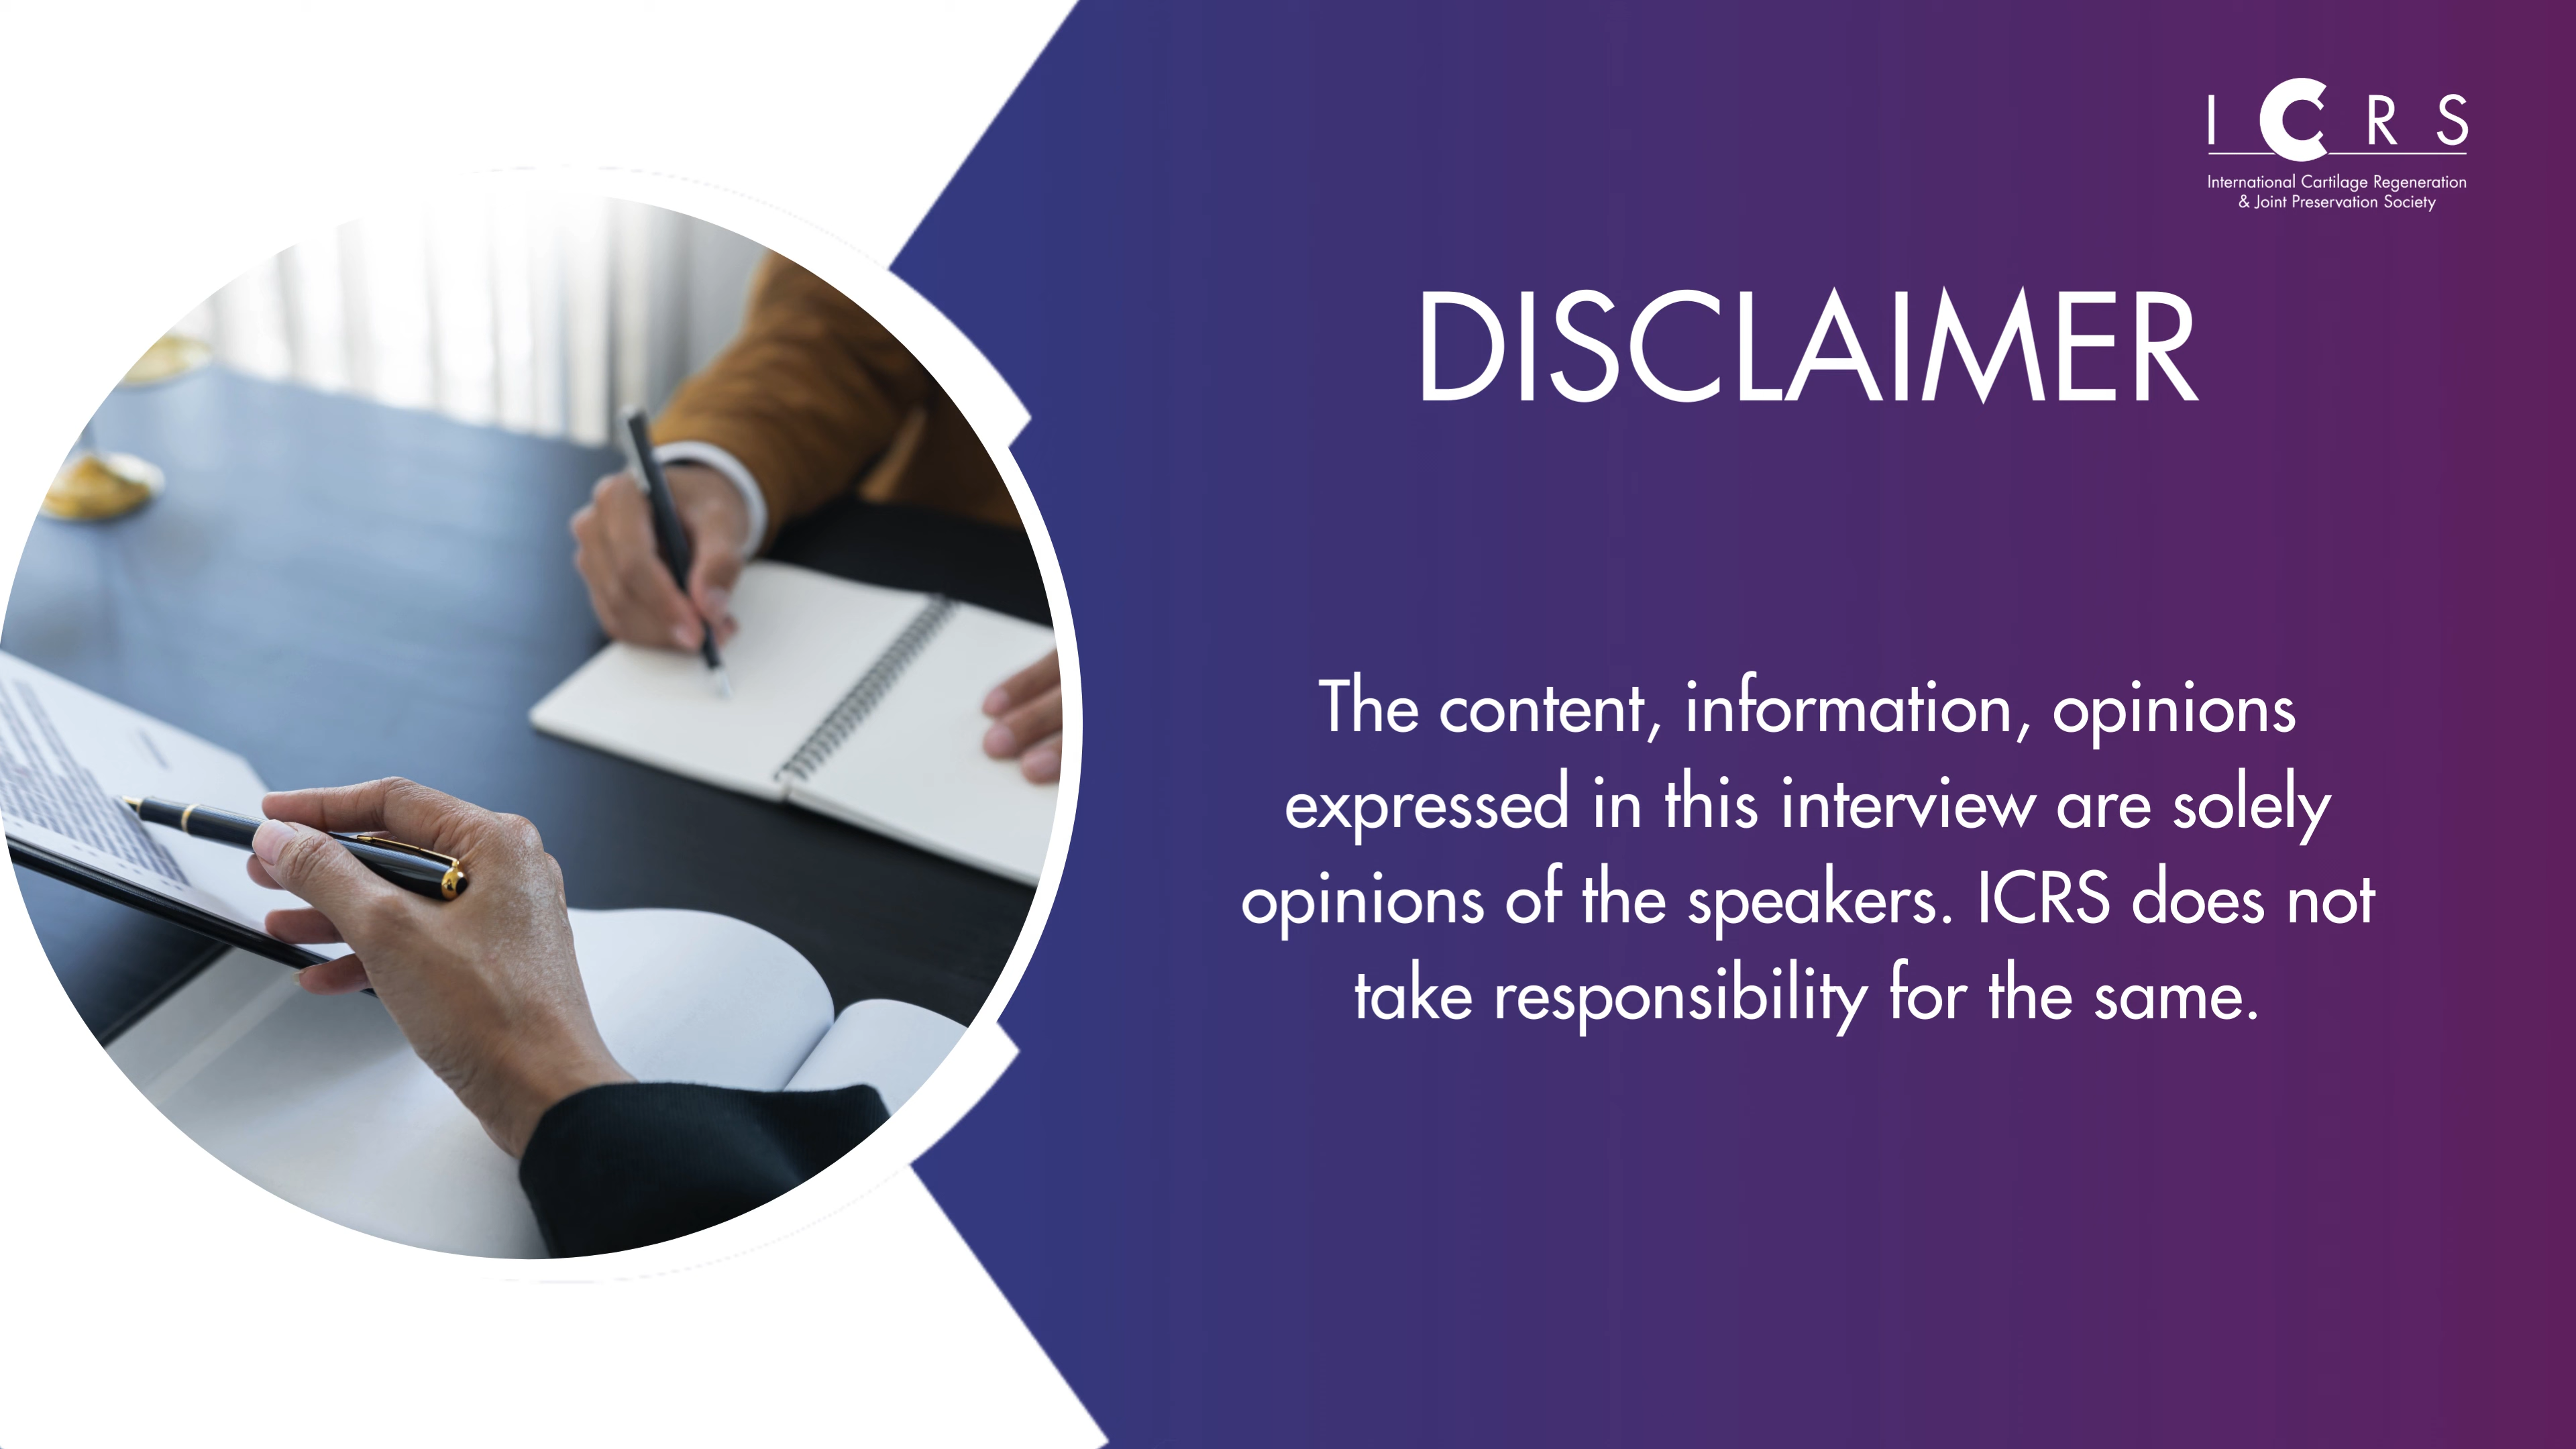 I C R S
International Cartilage Regeneration
& Joint Preservation Society
DISCLAIMER
The content, information, opinions
expressed in this interview are solely
opinions of the speakers. ICRS does not
take responsibility for the same.